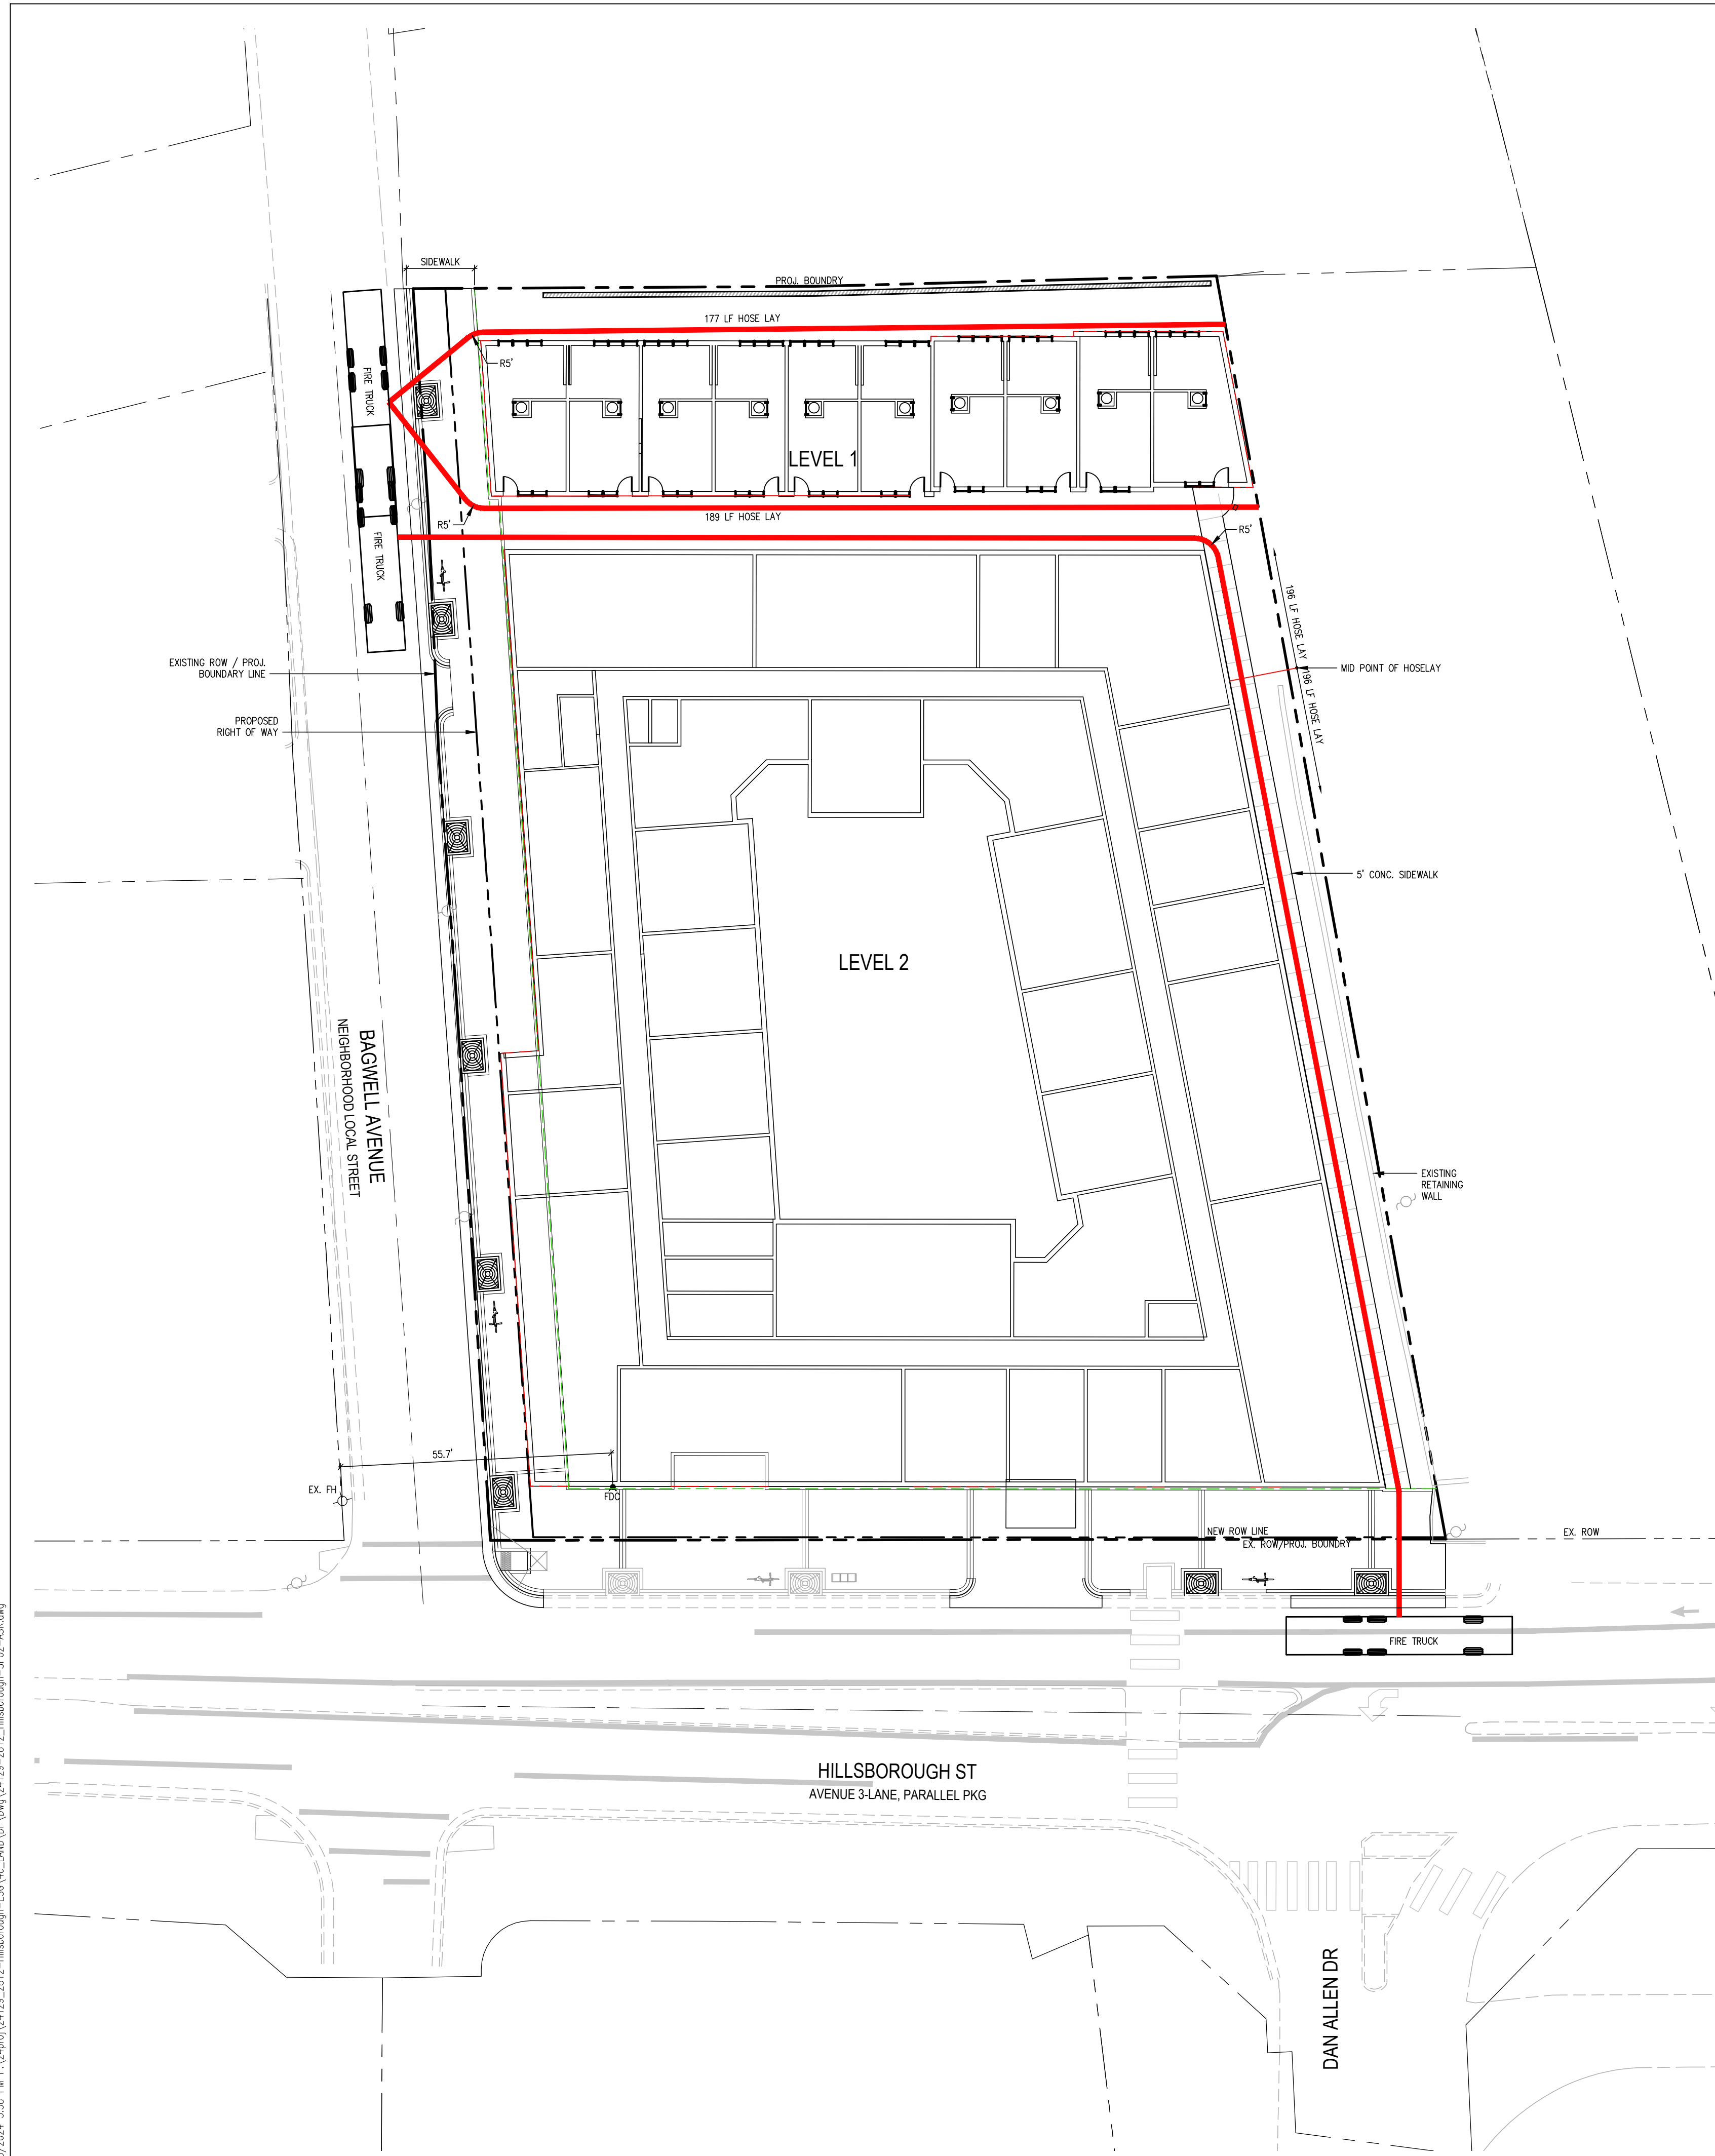 SIDEWALK
PROJ. BOUNDRY
177 LF HOSE LAY
R5'
FIRE TRUCK
LEVEL 1
189 LF HOSE LAY
R5'
R5'
FIRE TRUCK
196 LF HOSE LAY
EXISTING ROW / PROJ.
BOUNDARY LINE
MID POINT OF HOSELAY
196 LF HOSE LAY
PROPOSED
RIGHT OF WAY
5' CONC. SIDEWALK
LEVEL 2
BAGWELL AVENUE
NEIGHBORHOOD LOCAL STREET
EXISTING
RETAINING
WALL
55.7'
EX. FH
FDC
NEW ROW LINE
EX. ROW
EX. ROW/PROJ. BOUNDRY
FIRE TRUCK
HILLSBOROUGH ST
AVENUE 3-LANE, PARALLEL PKG
DAN ALLEN DR